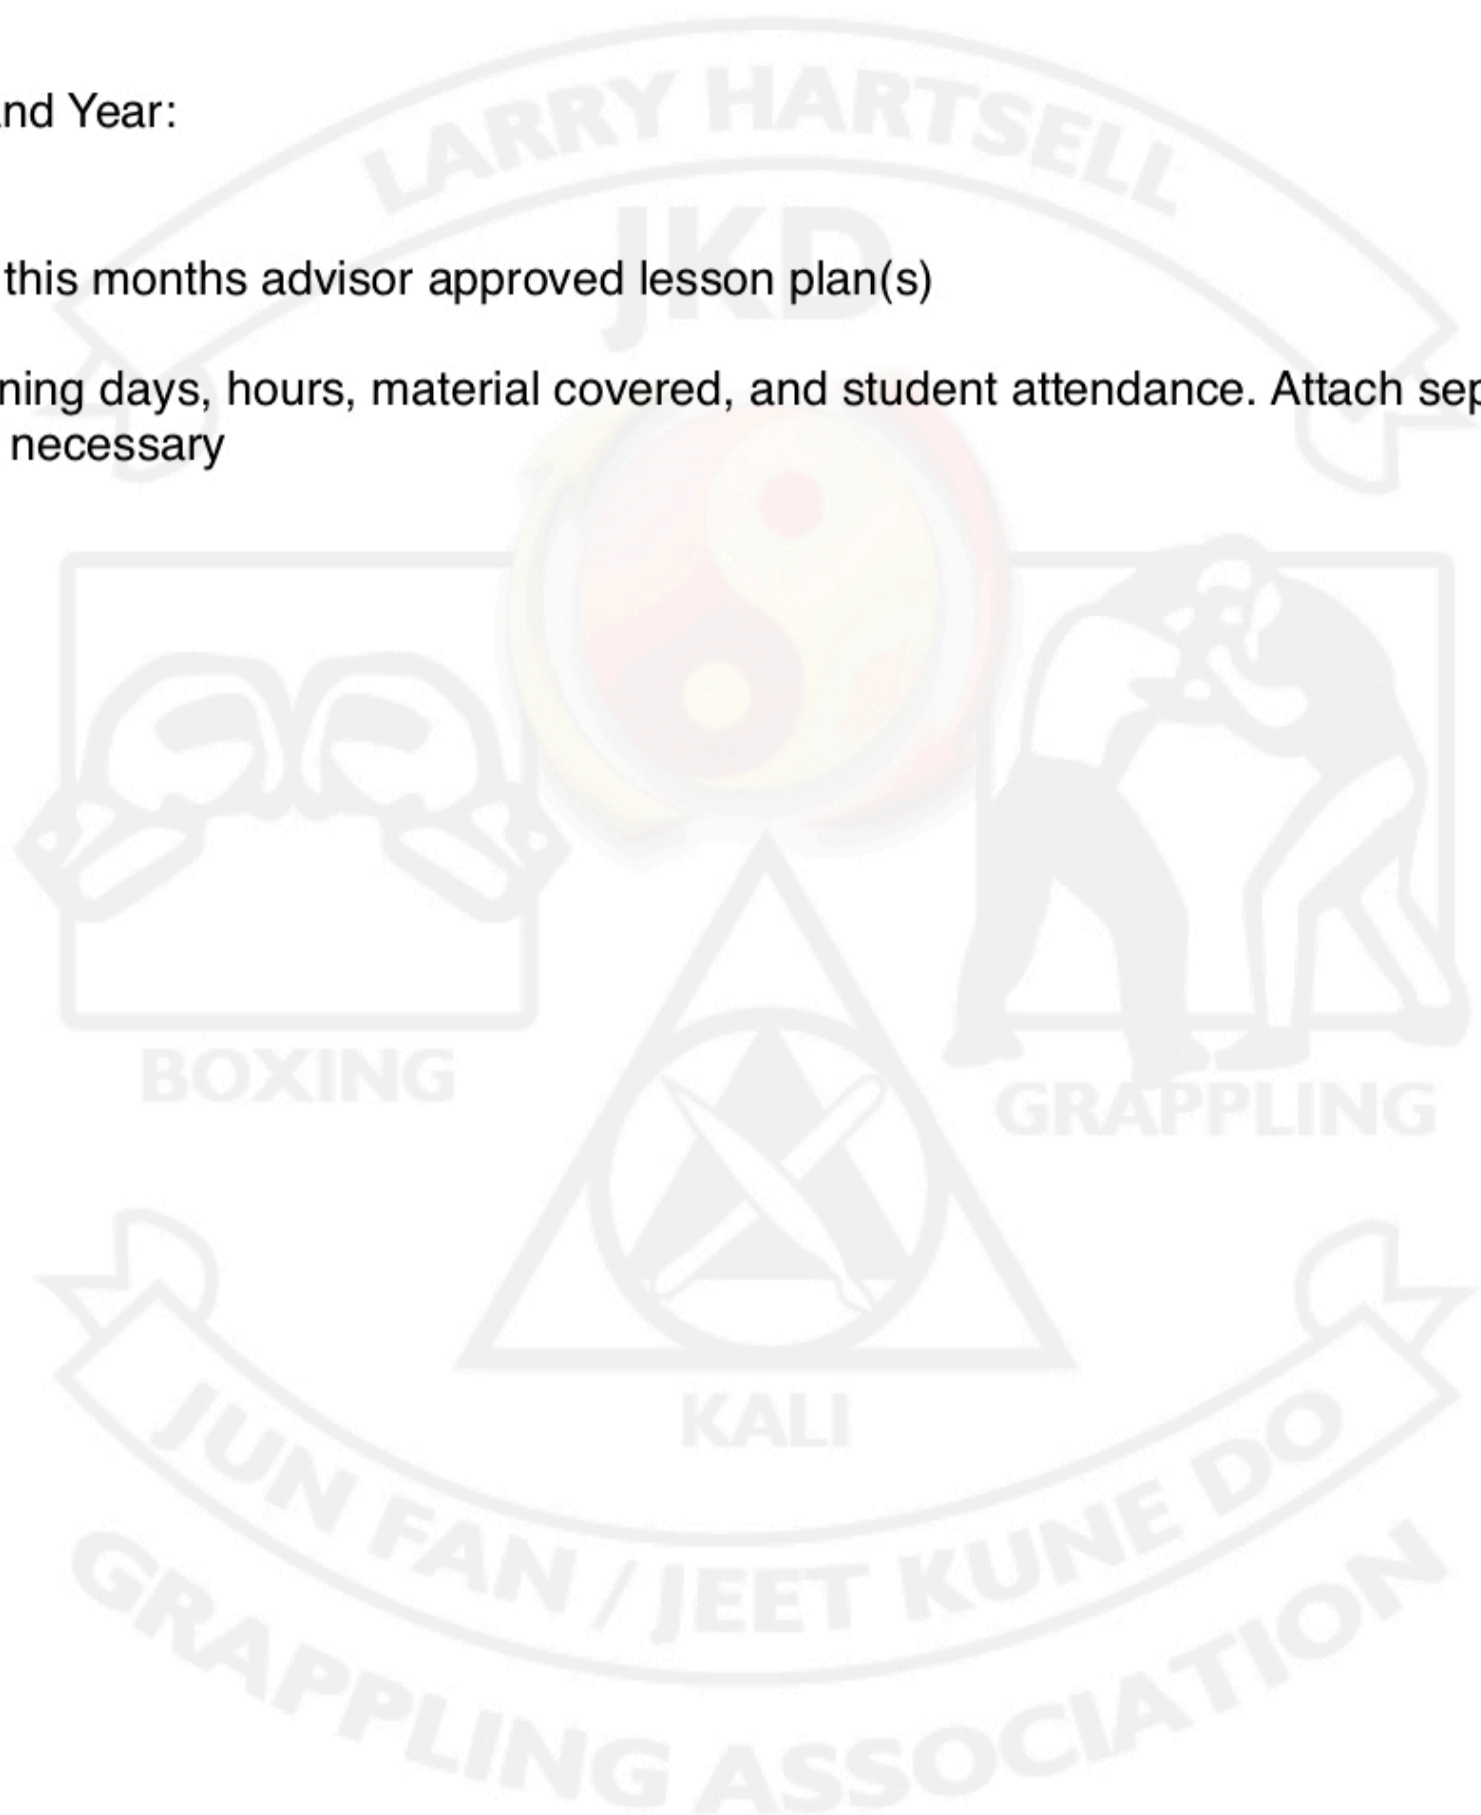 nd Year:
LARRY HARTSELL
JKD
this months advisor approved lesson plan(s)
ning days, hours, material covered, and student attendance. Attach sep
necessary
BOXING
GRAPPLING
KALI
JUN FAN / JEET KUNE DO
GRAPPLING ASSOCIATION